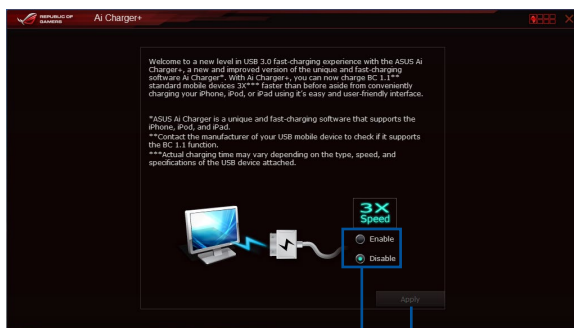 REPUBLIC OF
GAMERS
Ai Charger+
Welcome to a new level in USB 3.0 fast-charging experience with the ASUS Ai
Charger+, a new and improved version of the unique and fast-charging
software Ai Charger*. With Ai Charger+, you can now charge BC 1.1**
standard mobile devices 3X*** faster than before aside from conveniently
charging your iPhone, iPod, or iPad using it's easy and user-friendly interface.
*ASUS Ai Charger is a unique and fast-charging software that supports the
iPhone, iPod, and iPad.
**Contact the manufacturer of your USB mobile device to check if it supports
the BC 1.1 function.
***Actual charging time may vary depending on the type, speed, and
specifications of the USB device attached.
3X
Speed
Enable
Disable
Apply